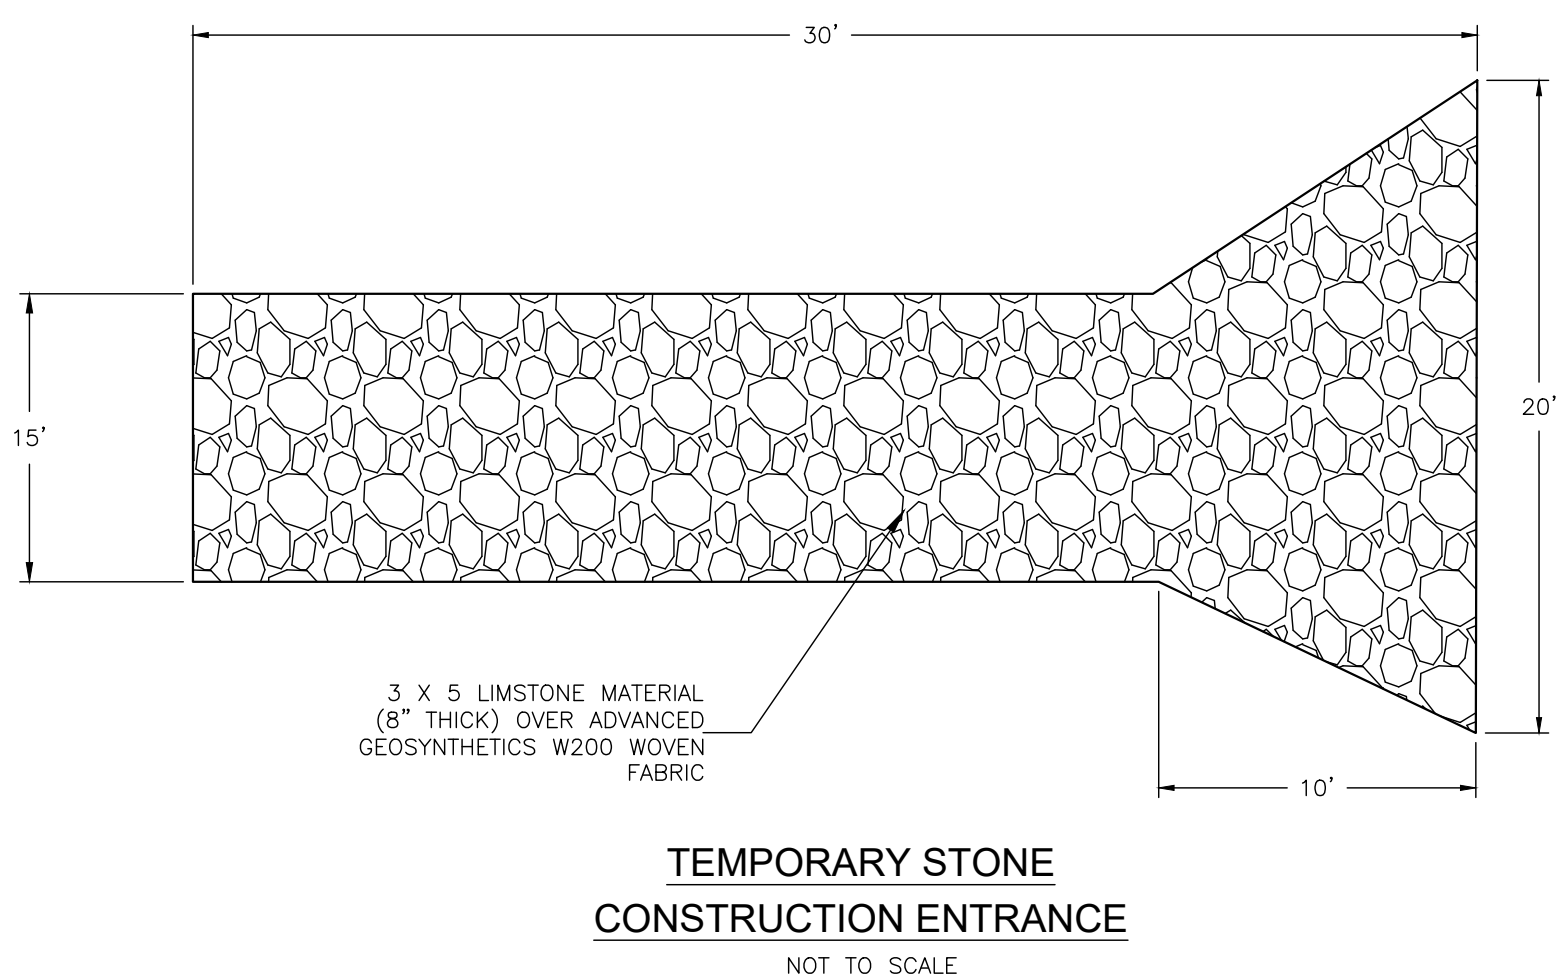 30'
15'
20'
3 X 5 LIMSTONE MATERIAL
(8" THICK) OVER ADVANCED
GEOSYNTHETICS W200 WOVEN
FABRIC
10'
TEMPORARY STONE
CONSTRUCTION ENTRANCE
NOT TO SCALE